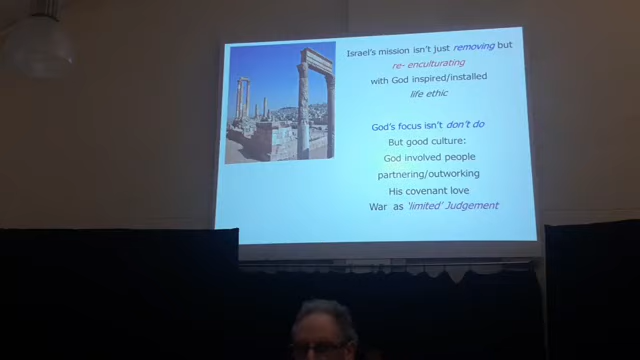 Israel's mission isn't just removing but
re- enculturating
with God inspired/installed
life ethic
God's focus isn't don't do
But good culture:
God involved people
partnering/outworking
His covenant love
War as 'limited' Judgement